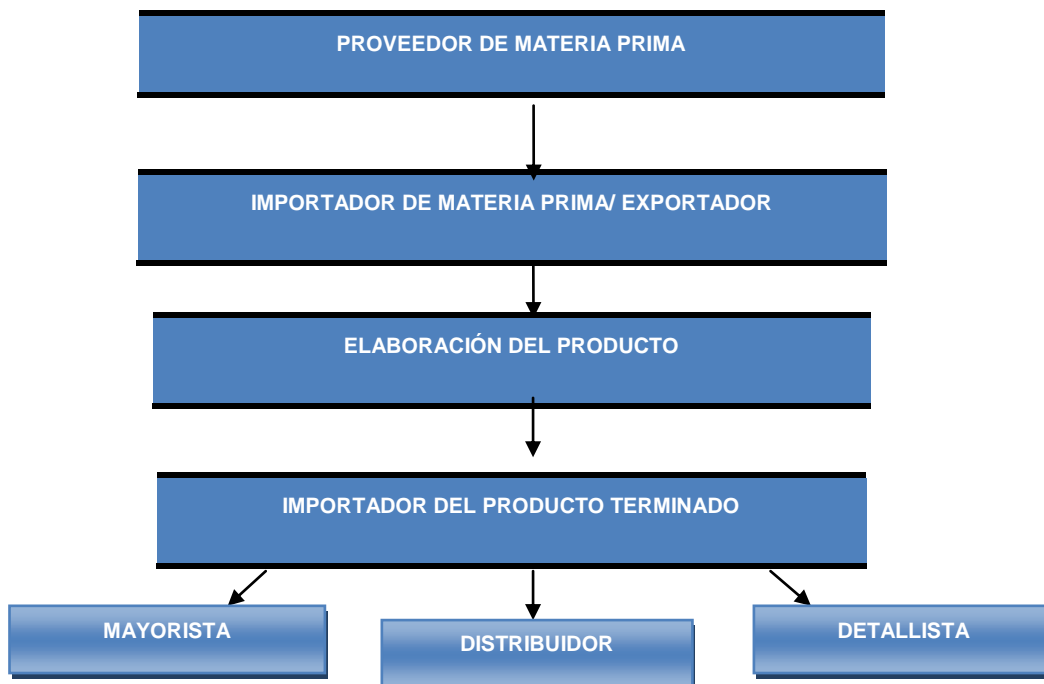 PROVEEDOR DE MATERIA PRIMA
IMPORTADOR DE MATERIA PRIMA/ EXPORTADOR
ELABORACIÓN DEL PRODUCTO
IMPORTADOR DEL PRODUCTO TERMINADO
MAYORISTA
DISTRIBUIDOR
DETALLISTA